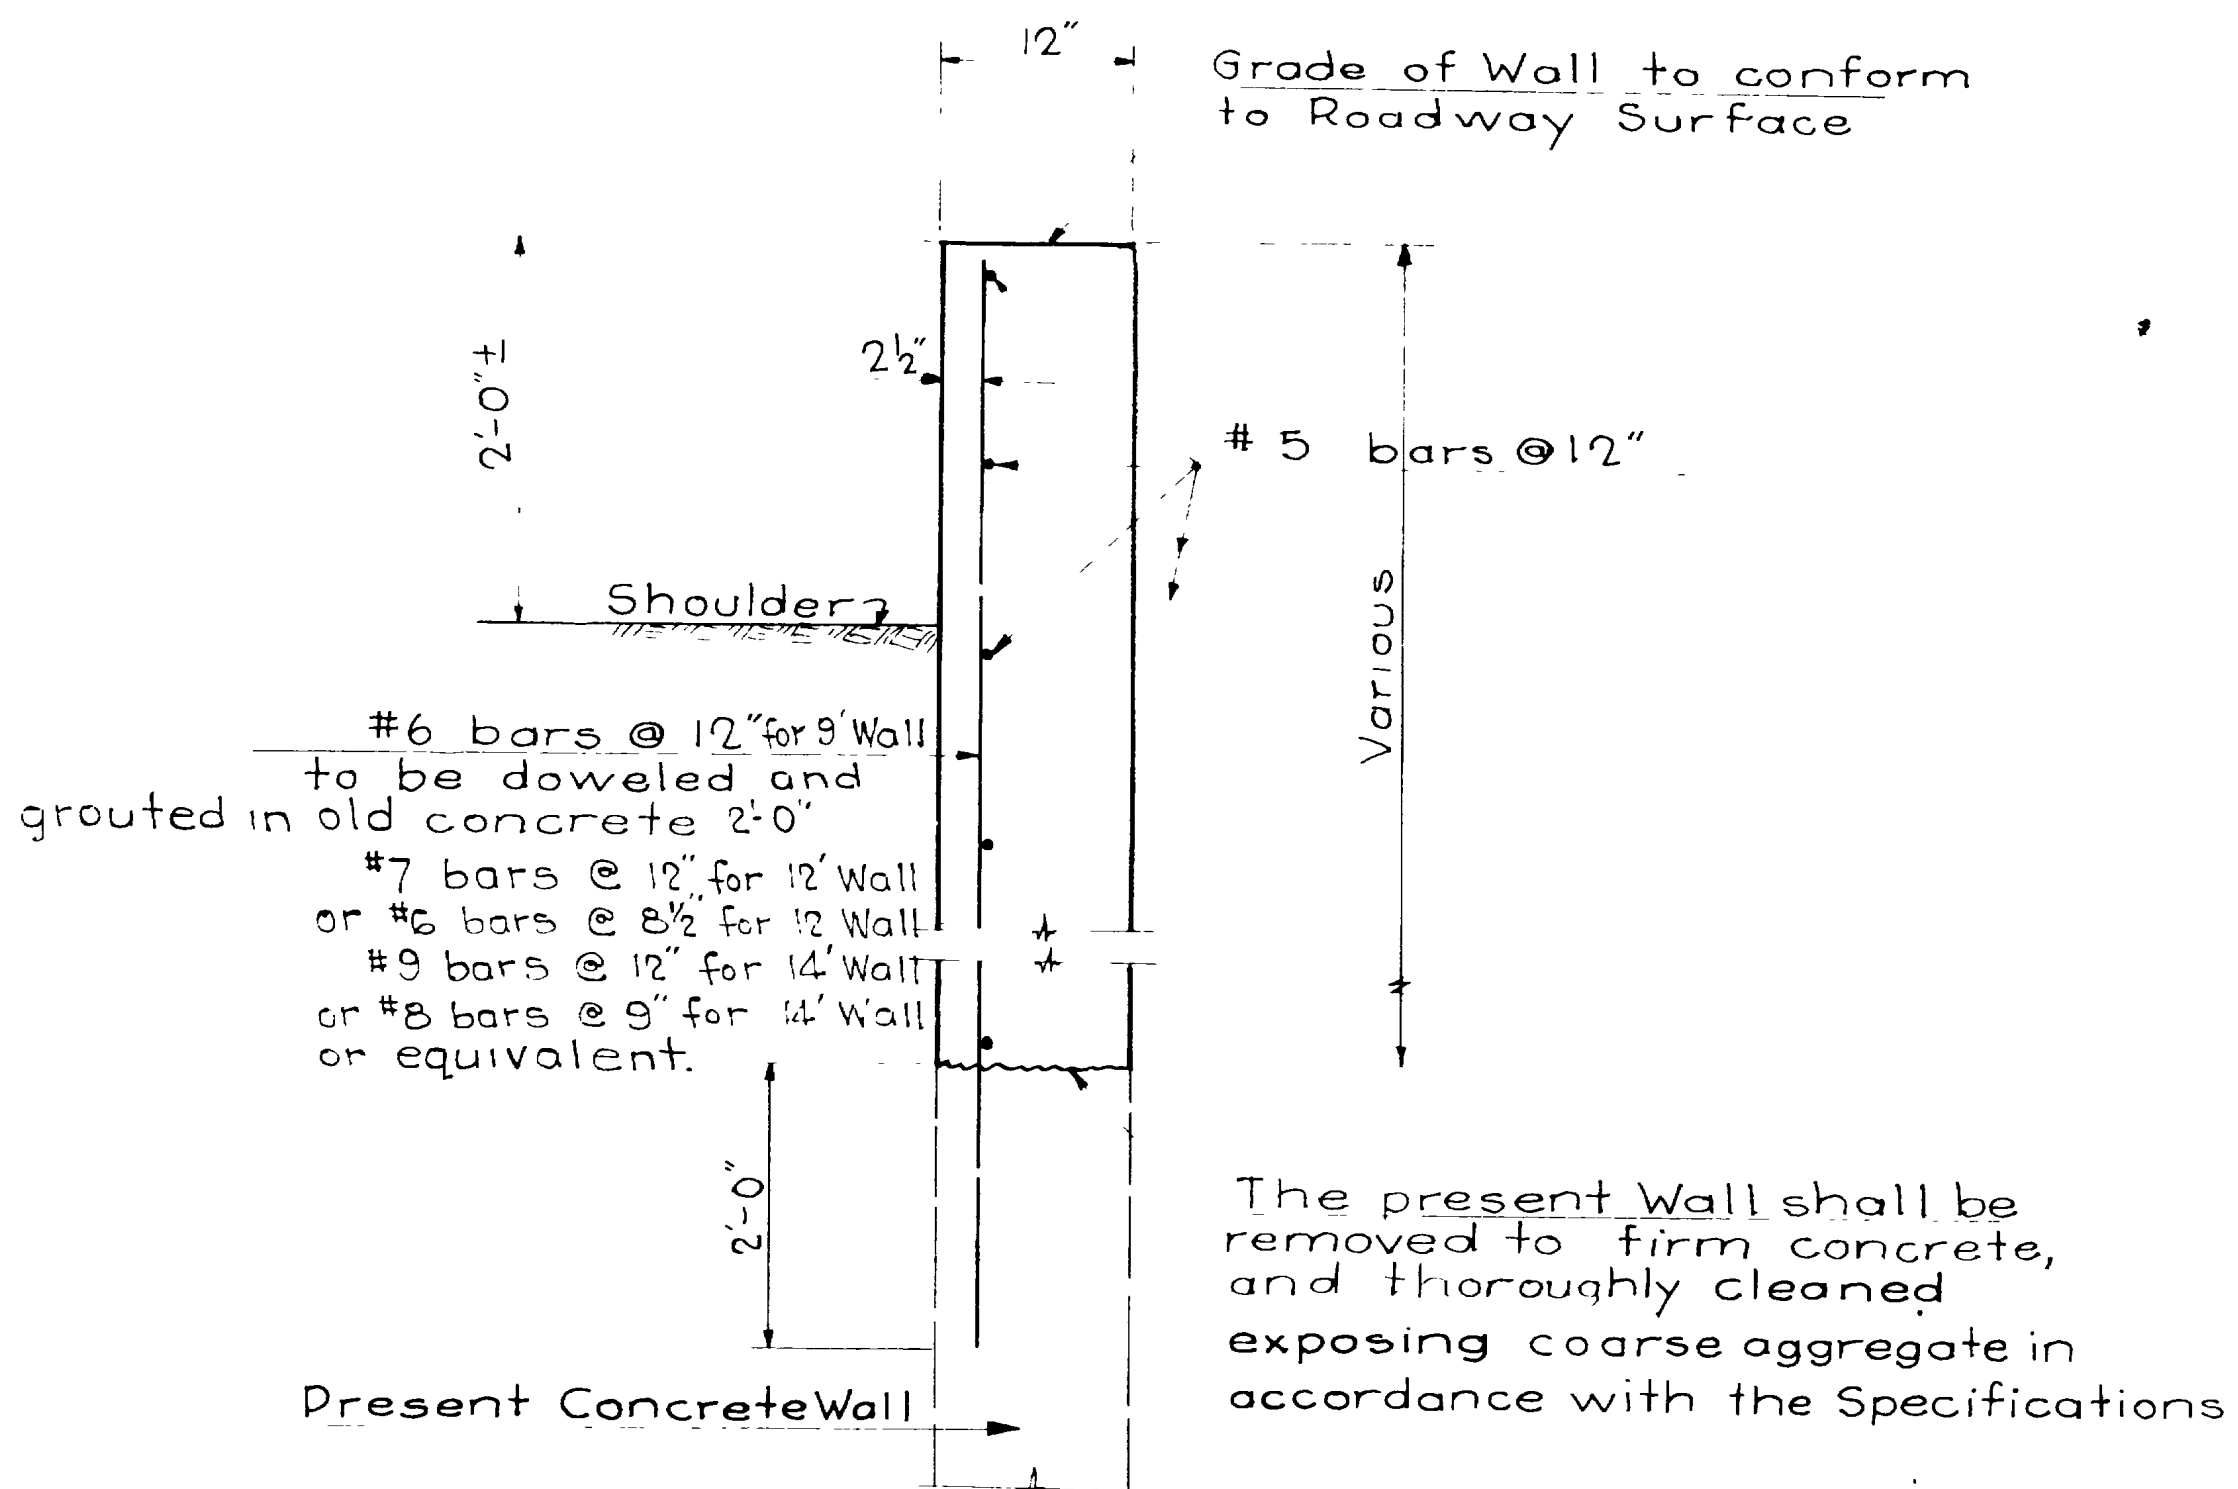 12"
Grade of Wall to conform
to Roadway Surface
2'-0"±
2½"
# 5 bars @ 12"
Shoulder
Various
#6 bars @ 12" for 9' Wall
to be doweled and
grouted in old concrete 2'-0"
#7 bars @ 12" for 12' Wall
or #6 bars @ 8½" for 12 Wall
#9 bars @ 12" for 14' Wall
or #8 bars @ 9" for 14' Wall
or equivalent.
2'-0"
The present Wall shall be
removed to firm concrete,
and thoroughly cleaned
exposing coarse aggregate in
accordance with the Specifications
Present Concrete Wall